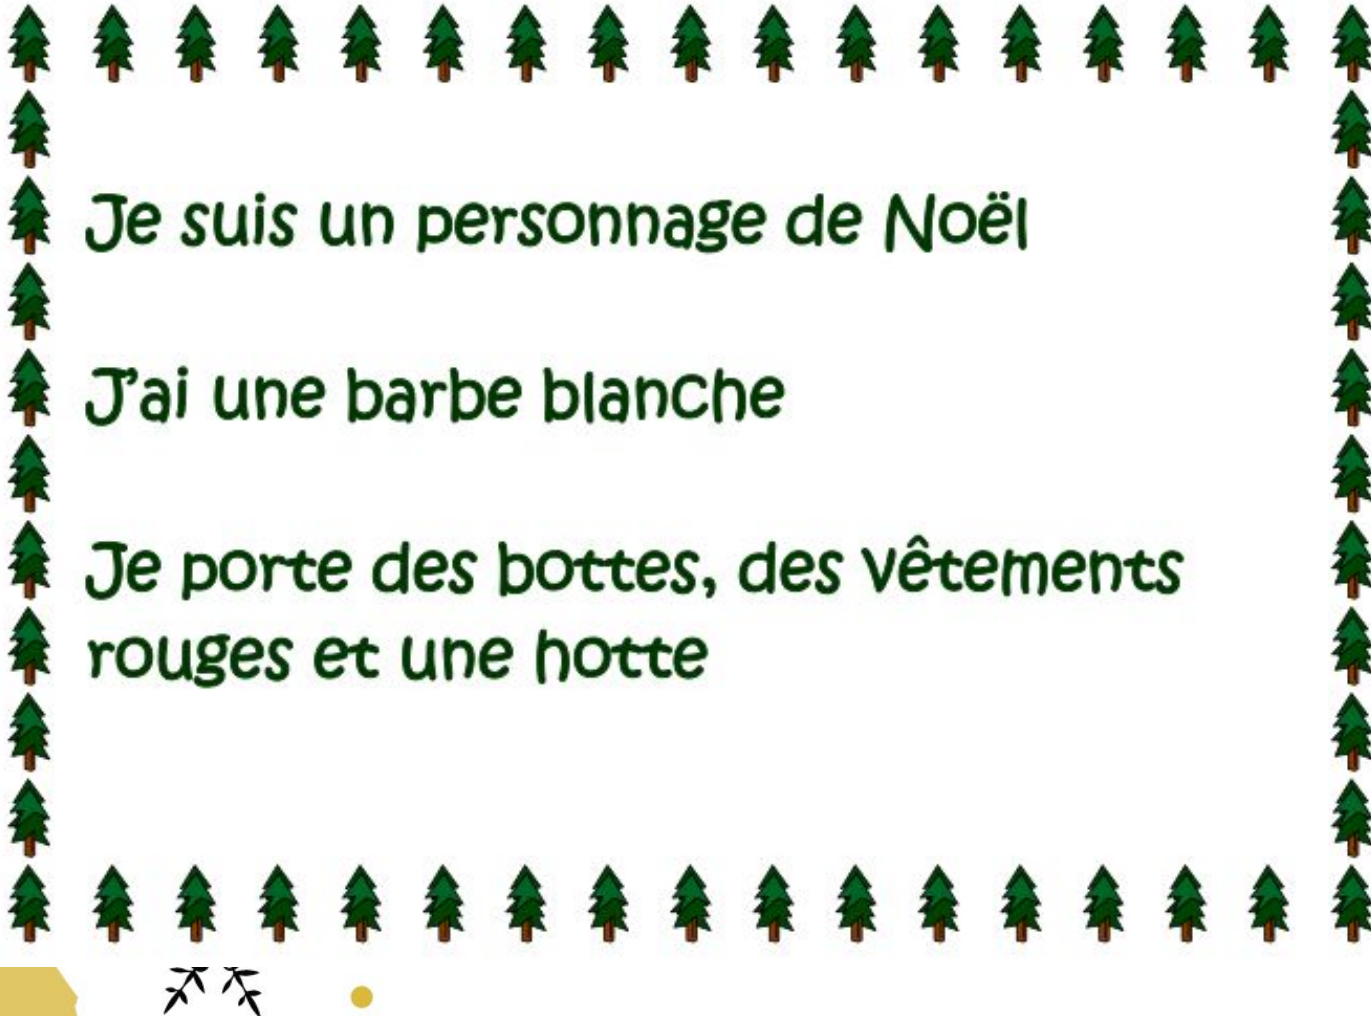 Je suis un personnage de Noël
J'ai une barbe blanche
Je porte des bottes, des vêtements
rouges et une hotte